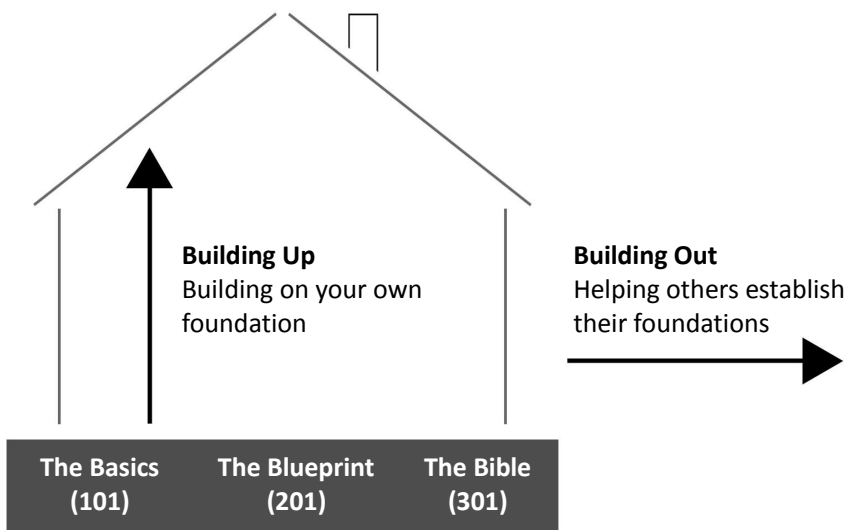 Building Up
Building on your own
foundation
Building Out
Helping others establish
their foundations
The Basics
(101)
The Blueprint
(201)
The Bible
(301)